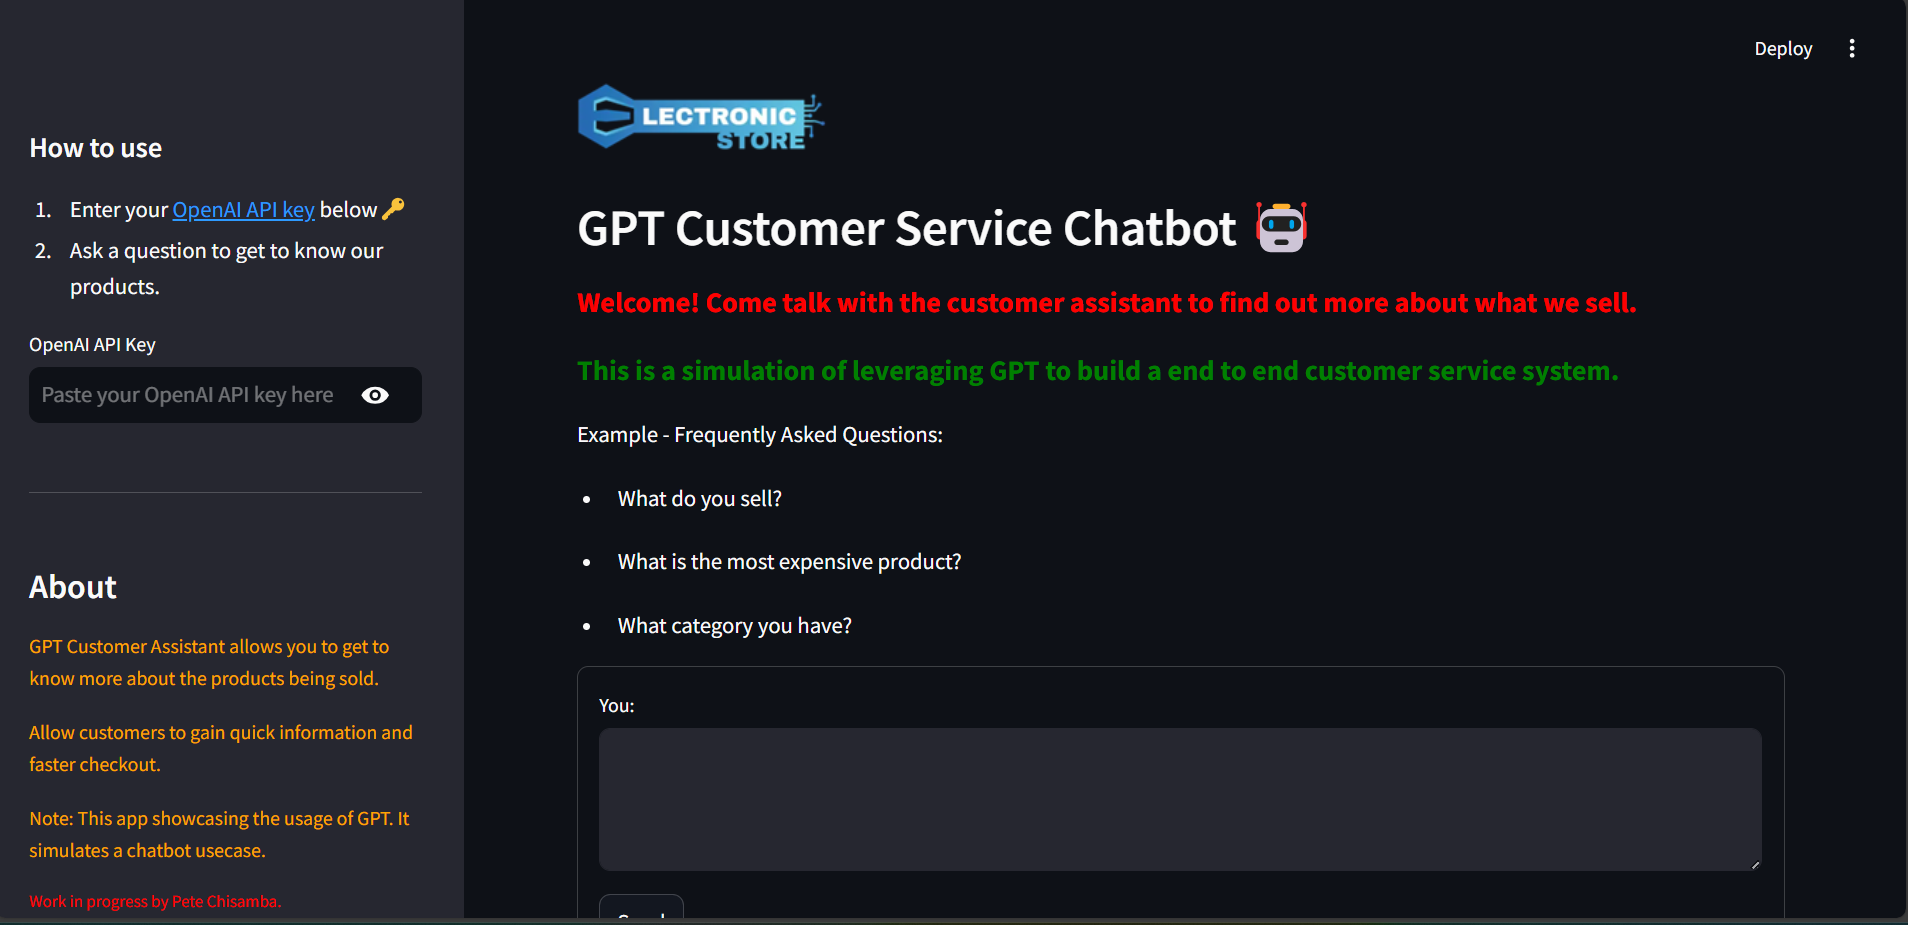 Deploy
How to use
1. Enter your OpenAI API key below
2. Ask a question to get to know our
products.
OpenAI API Key
Paste your OpenAI API key here
About
GPT Customer Assistant allows you to get to
know more about the products being sold.
Allow customers to gain quick information and
faster checkout.
Note: This app showcasing the usage of GPT. It
simulates a chatbot usecase.
Work in progress by Pete Chisamba.
ELECTRONIC
STORE
GPT Customer Service Chatbot
Welcome! Come talk with the customer assistant to find out more about what we sell.
This is a simulation of leveraging GPT to build a end to end customer service system.
Example - Frequently Asked Questions:
• What do you sell?
• What is the most expensive product?
• What category you have?
You: